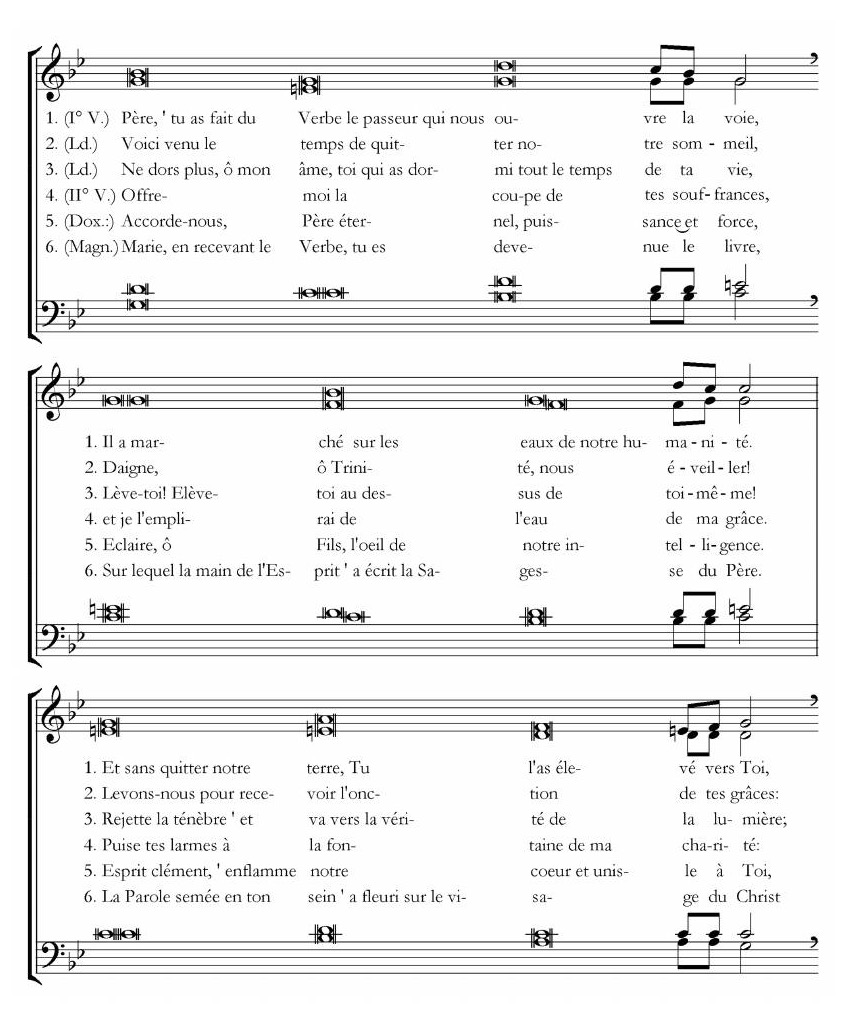 1. (I° V.) Père, ' tu as fait du Verbe le passeur qui nous ou- vre la voie,
2. (Ld.) Voici venu le temps de quit- ter no- tre som - meil,
3. (Ld.) Ne dors plus, ô mon âme, toi qui as dor- mi tout le temps de ta vie,
4. (II° V.) Offre- moi la cou-pe de tes souf-frances,
5. (Dox.:) Accorde-nous, Père éter- nel, puis- sance et force,
6. (Magn.) Marie, en recevant le Verbe, tu es deve- nue le livre,
1. Il a mar- ché sur les eaux de notre hu- ma - ni - té.
2. Daigne, ô Trini- té, nous é - veil - ler!
3. Lève-toi! Elève- toi au des- sus de toi - mê - me!
4. et je l'empli- rai de l'eau de ma grâce.
5. Eclaire, ô Fils, l'oeil de notre in- tel - li - gence.
6. Sur lequel la main de l'Es- prit ' a écrit la Sa- ges- se du Père.
1. Et sans quitter notre terre, Tu l'as éle- vé vers Toi,
2. Levons-nous pour rece- voir l'onc- tion de tes grâces:
3. Rejette la ténèbre ' et va vers la véri- té de la lu- mière;
4. Puise tes larmes à la fon- taine de ma cha-ri- té:
5. Esprit clément, ' enflamme notre coeur et unis- le à Toi,
6. La Parole semée en ton sein ' a fleuri sur le vi- sa- ge du Christ